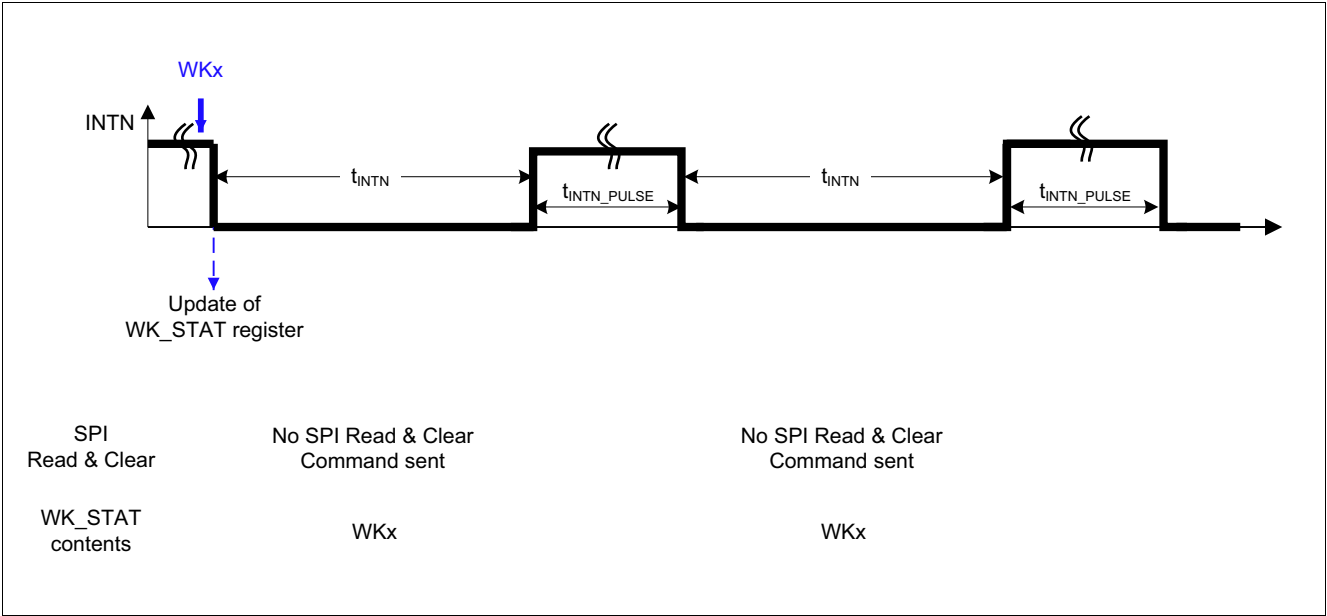 WKx
INTN
tINTN
tINTN
tINTN_PULSE
tINTN_PULSE
Update of
WK_STAT register
SPI
Read & Clear
No SPI Read & Clear
Command sent
No SPI Read & Clear
Command sent
WK_STAT
contents
WKx
WKx